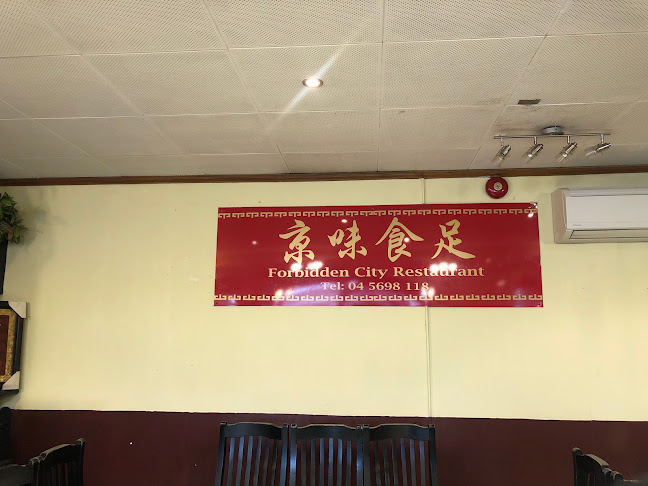 京味食足
Forbidden City Restaurant
Tel: 04 5698 118